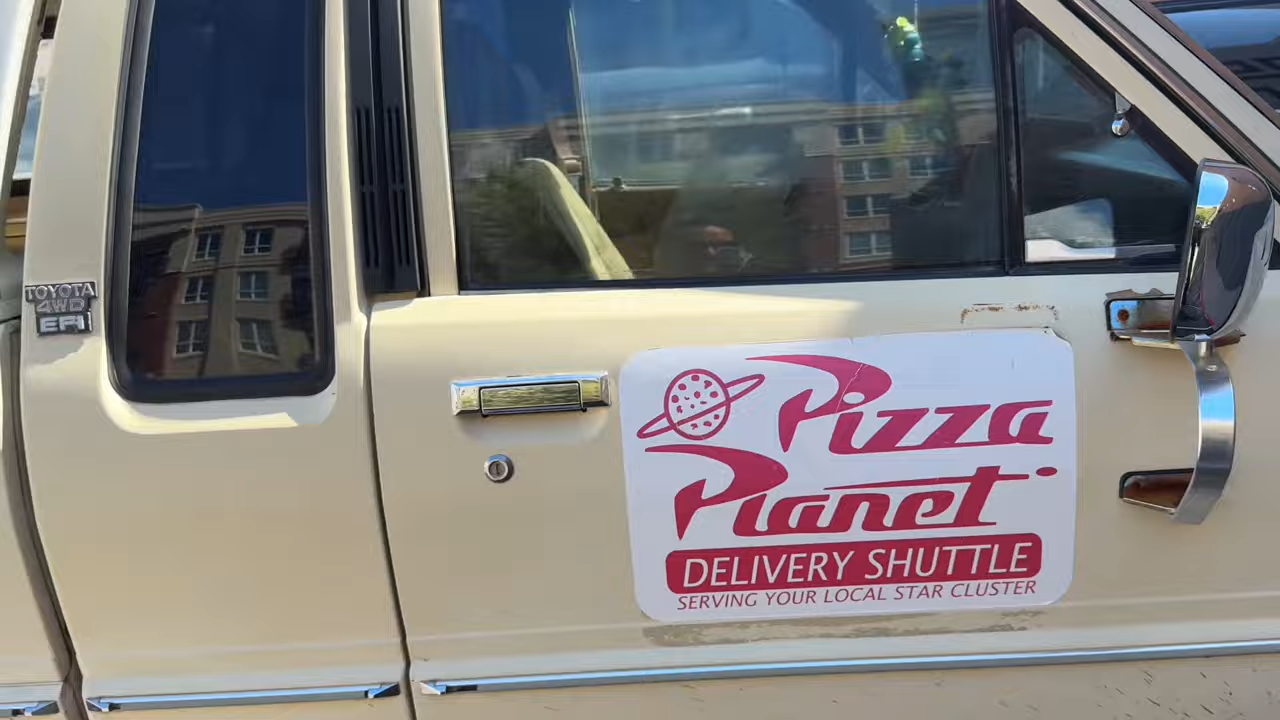 TOYOTA
4WD
EFI
Pizza
Planet
DELIVERY SHUTTLE
SERVING YOUR LOCAL STAR CLUSTER